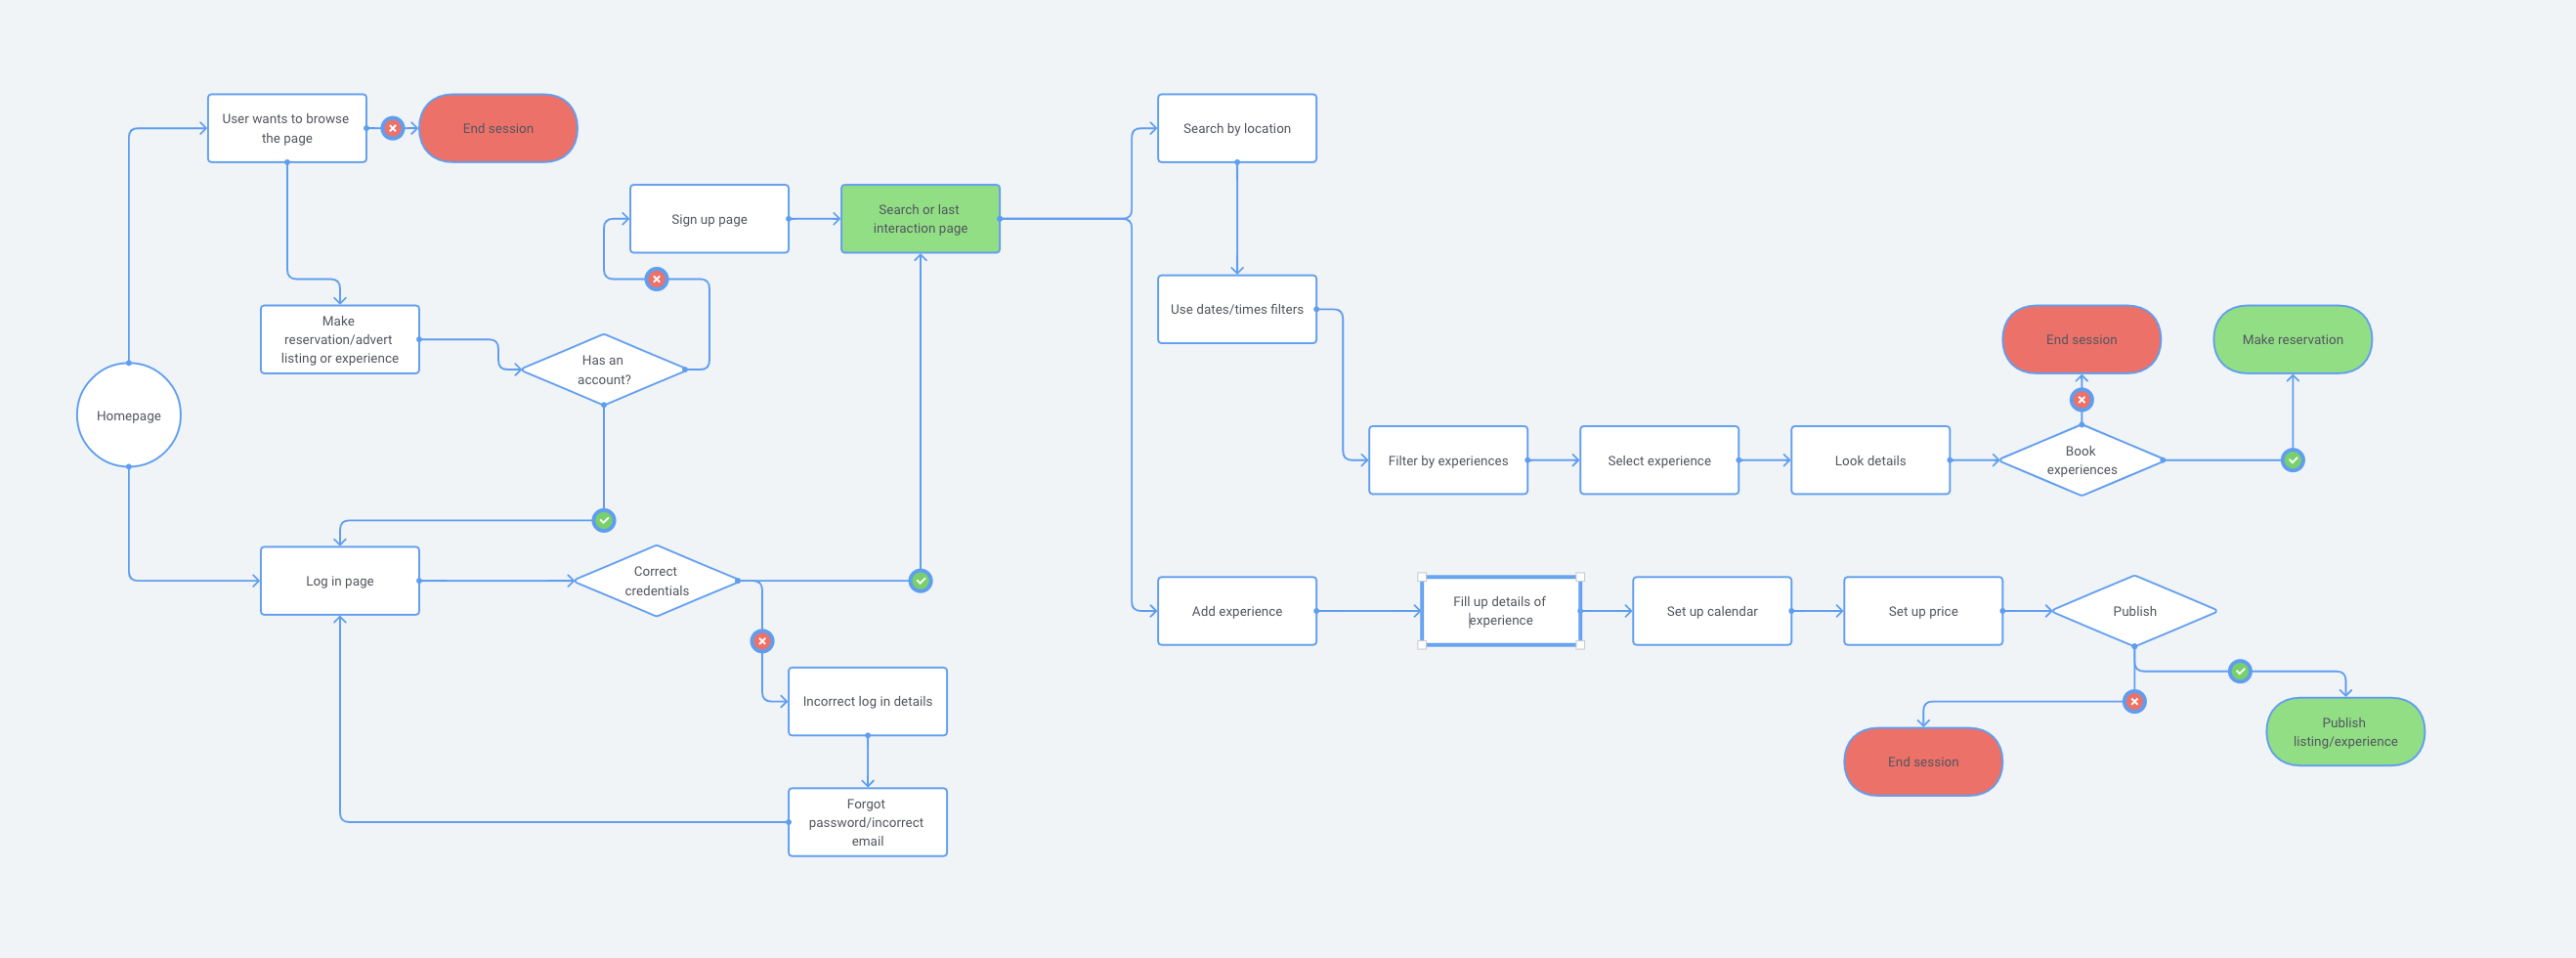 User wants to browse
the page
End session
Sign up page
Search or last
interaction page
Make
reservation/advert
listing or experience
Has an
account?
Homepage
Log in page
Correct
credentials
Incorrect log in details
Forgot
password/incorrect
email
Search by location
Use dates/times filters
Filter by experiences
Select experience
Look details
Book
experiences
End session
Make reservation
Add experience
Fill up details of
experience
Set up calendar
Set up price
Publish
End session
Publish
listing/experience